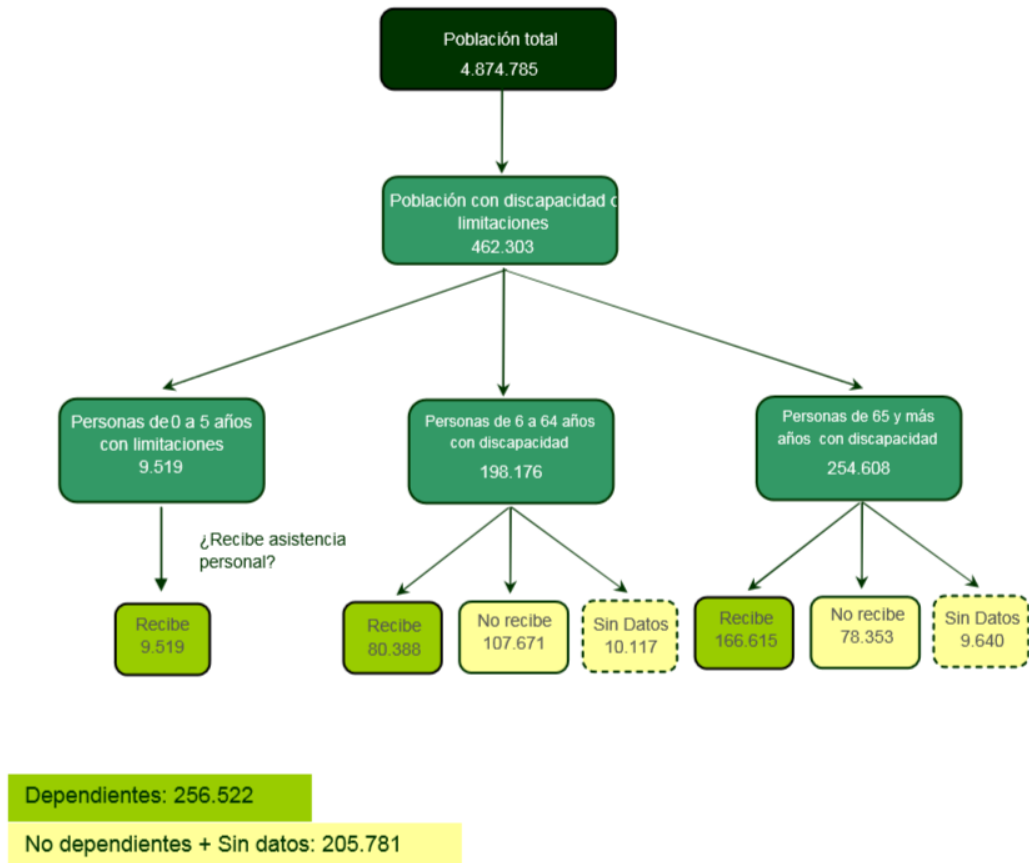 Población total
4.874.785
Población con discapacidad o
limitaciones
462.303
Personas de 0 a 5 años
con limitaciones
9.519
Personas de 6 a 64 años
con discapacidad
198.176
Personas de 65 y más
años con discapacidad
254.608
¿Recibe asistencia
personal?
Recibe
9.519
Recibe
80.388
No recibe
107.671
Sin Datos
10.117
Recibe
166.615
No recibe
78.353
Sin Datos
9.640
Dependientes: 256.522
No dependientes + Sin datos: 205.781